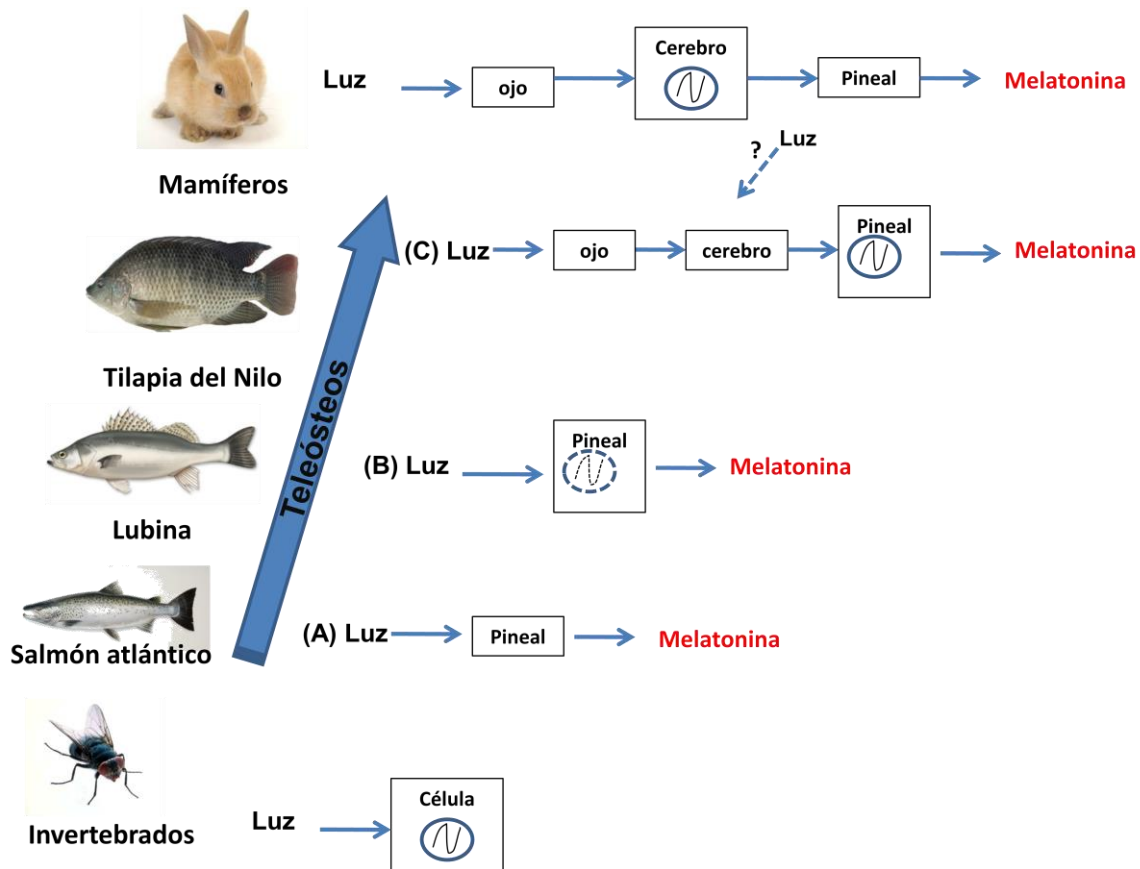 Luz
ojo
Cerebro
Pineal
Melatonina
Mamíferos
?
Luz
(C) Luz
ojo
cerebro
Pineal
Melatonina
Tilapia del Nilo
Teleósteos
(B) Luz
Pineal
Melatonina
Lubina
(A) Luz
Pineal
Melatonina
Salmón atlántico
Invertebrados
Luz
Célula